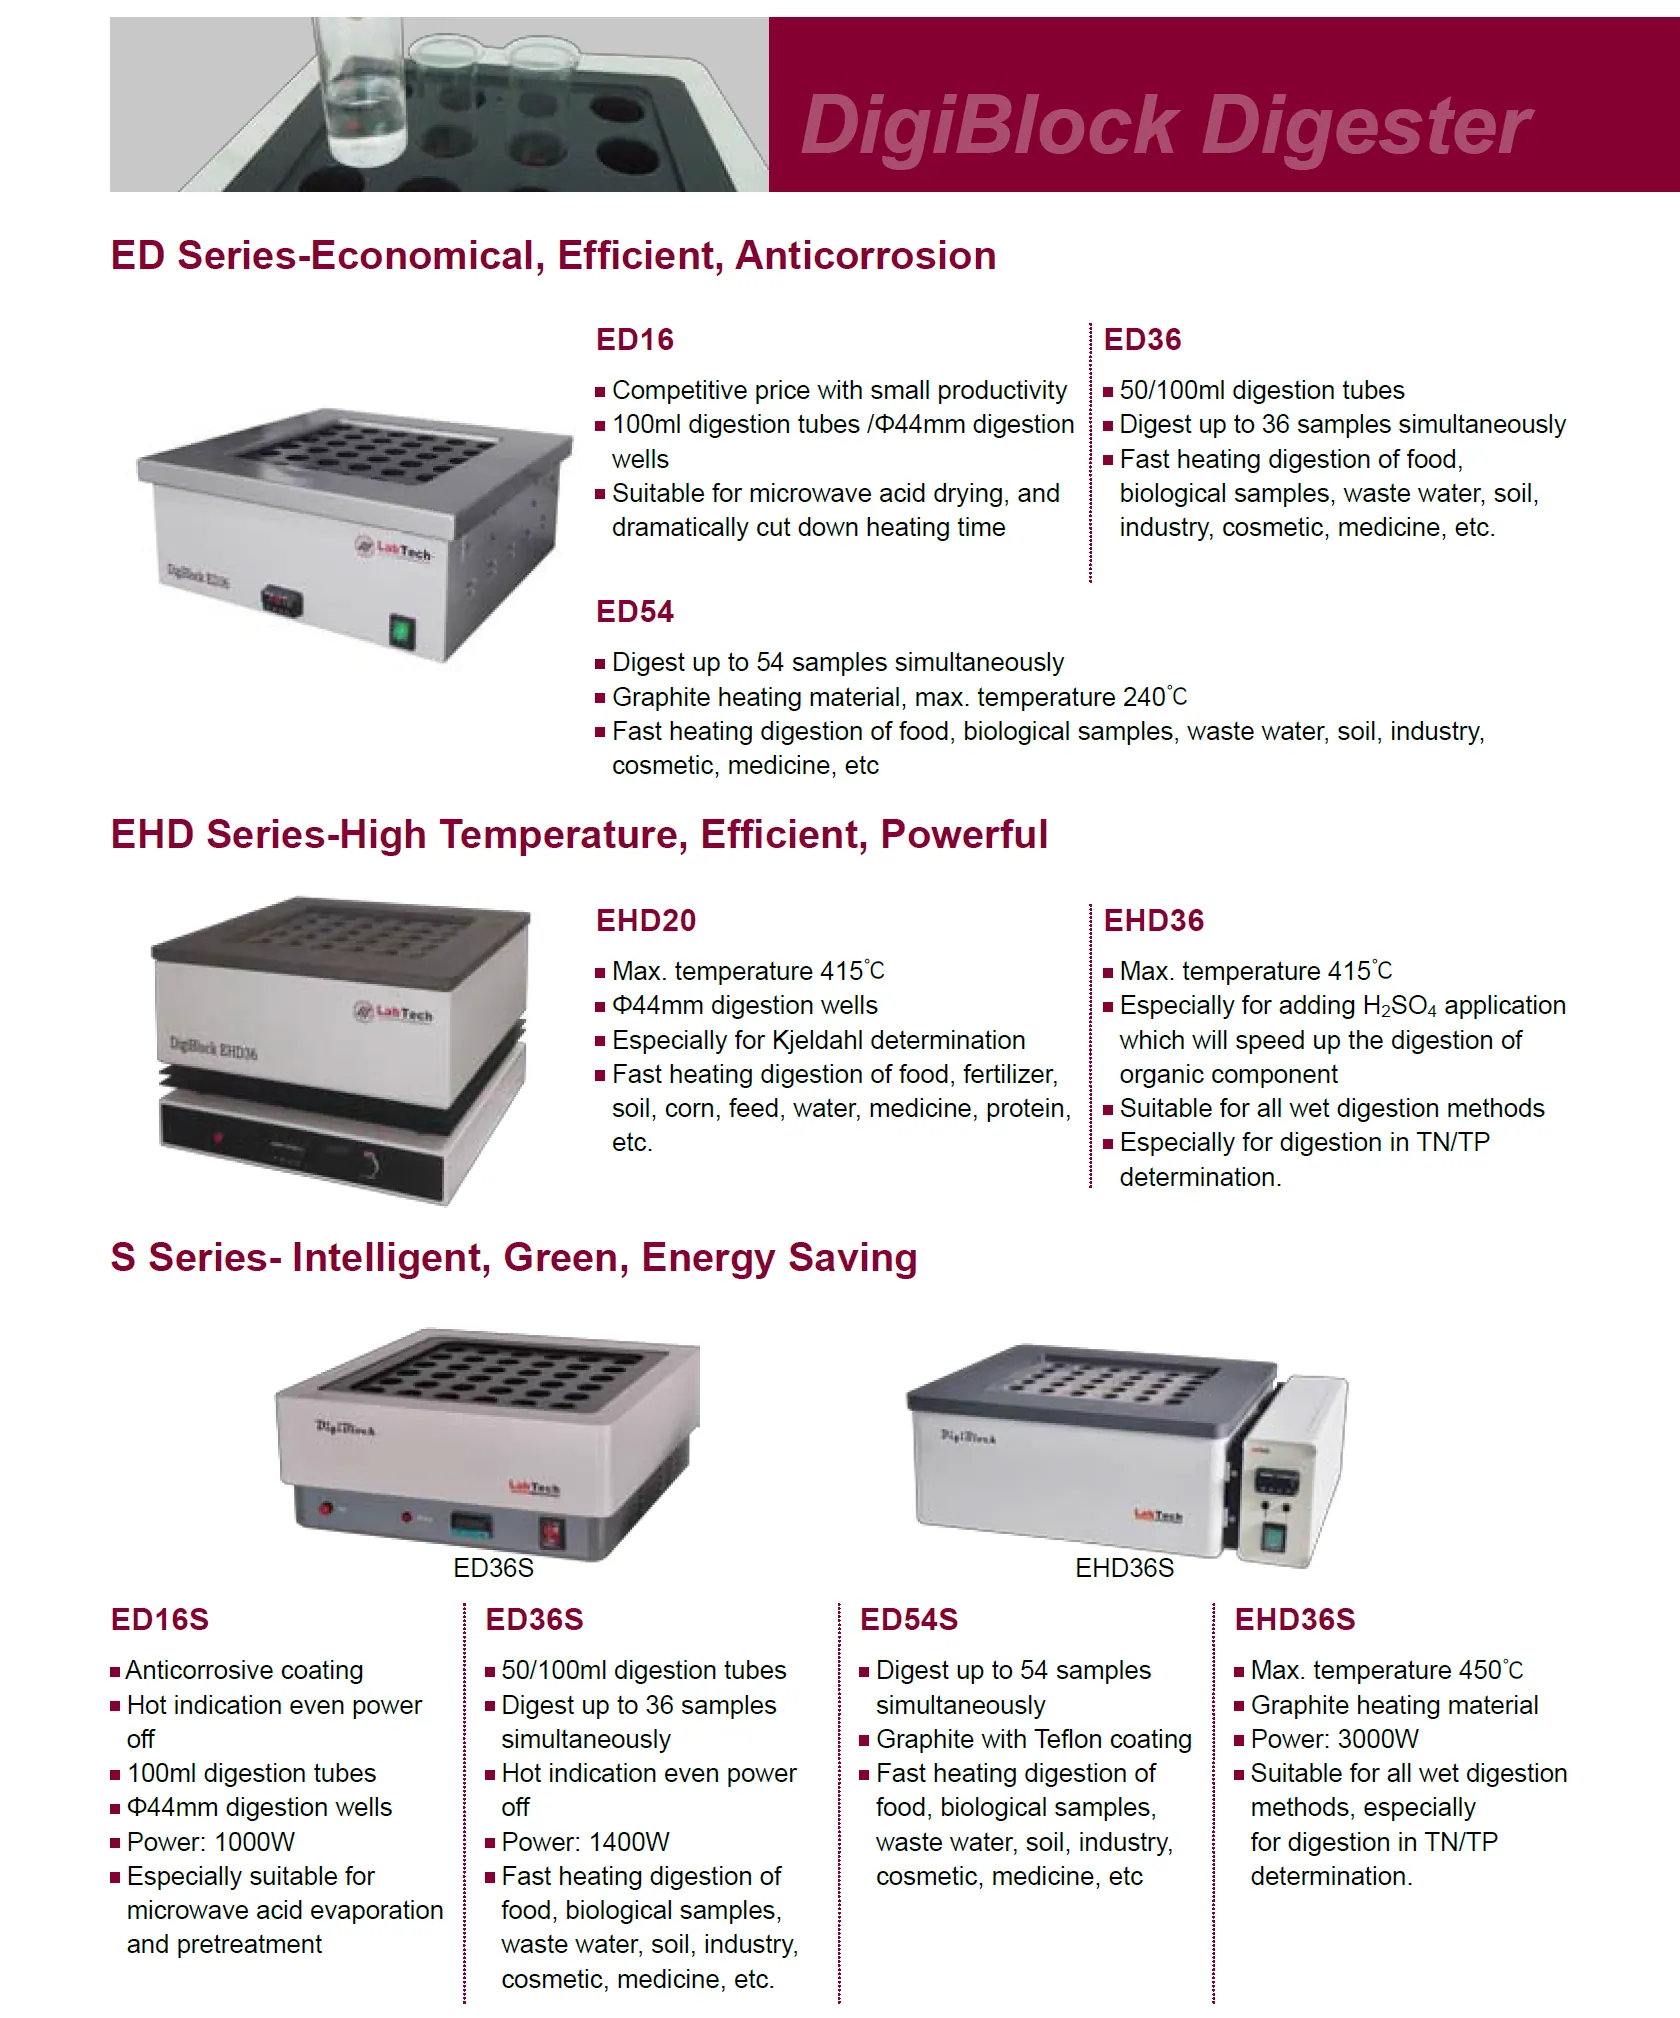 DigiBlock Digester
ED Series-Economical, Efficient, Anticorrosion
ED16
■ Competitive price with small productivity
■ 100ml digestion tubes /Φ44mm digestion
wells
■ Suitable for microwave acid drying, and
dramatically cut down heating time
ED36
■ 50/100ml digestion tubes
■ Digest up to 36 samples simultaneously
■ Fast heating digestion of food,
biological samples, waste water, soil,
industry, cosmetic, medicine, etc.
LabTech
DigiBlock ED36
ED54
■ Digest up to 54 samples simultaneously
■ Graphite heating material, max. temperature 240℃
■ Fast heating digestion of food, biological samples, waste water, soil, industry,
cosmetic, medicine, etc
EHD Series-High Temperature, Efficient, Powerful
LabTech
DigiBlock EHD36
EHD20
■ Max. temperature 415℃
■ Φ44mm digestion wells
■ Especially for Kjeldahl determination
■ Fast heating digestion of food, fertilizer,
soil, corn, feed, water, medicine, protein,
etc.
EHD36
■ Max. temperature 415℃
■ Especially for adding H₂SO₄ application
which will speed up the digestion of
organic component
■ Suitable for all wet digestion methods
■ Especially for digestion in TN/TP
determination.
S Series- Intelligent, Green, Energy Saving
DigiBlock
LabTech
ED36S
DigiBlock
LabTech
EHD36S
ED16S
■ Anticorrosive coating
■ Hot indication even power
off
■ 100ml digestion tubes
■ Φ44mm digestion wells
■ Power: 1000W
■ Especially suitable for
microwave acid evaporation
and pretreatment
ED36S
■ 50/100ml digestion tubes
■ Digest up to 36 samples
simultaneously
■ Hot indication even power
off
■ Power: 1400W
■ Fast heating digestion of
food, biological samples,
waste water, soil, industry,
cosmetic, medicine, etc.
ED54S
■ Digest up to 54 samples
simultaneously
■ Graphite with Teflon coating
■ Fast heating digestion of
food, biological samples,
waste water, soil, industry,
cosmetic, medicine, etc
EHD36S
■ Max. temperature 450℃
■ Graphite heating material
■ Power: 3000W
■ Suitable for all wet digestion
methods, especially
for digestion in TN/TP
determination.